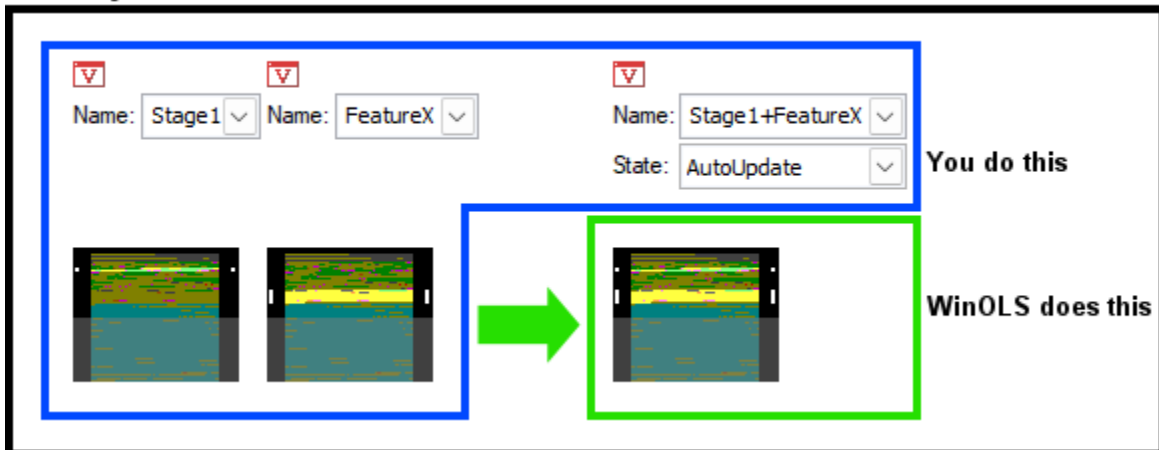 V V V
Name: Stage1 Name: FeatureX Name: Stage1+FeatureX
State: AutoUpdate
You do this
WinOLS does this